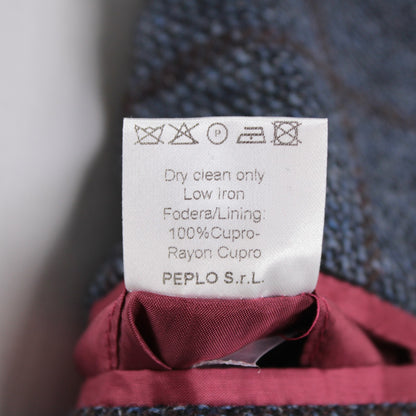 P
Dry clean only
Low Iron
Fodera/Lining:
100%Cupro-
Rayon Cupro
PEPLO S.r.L.